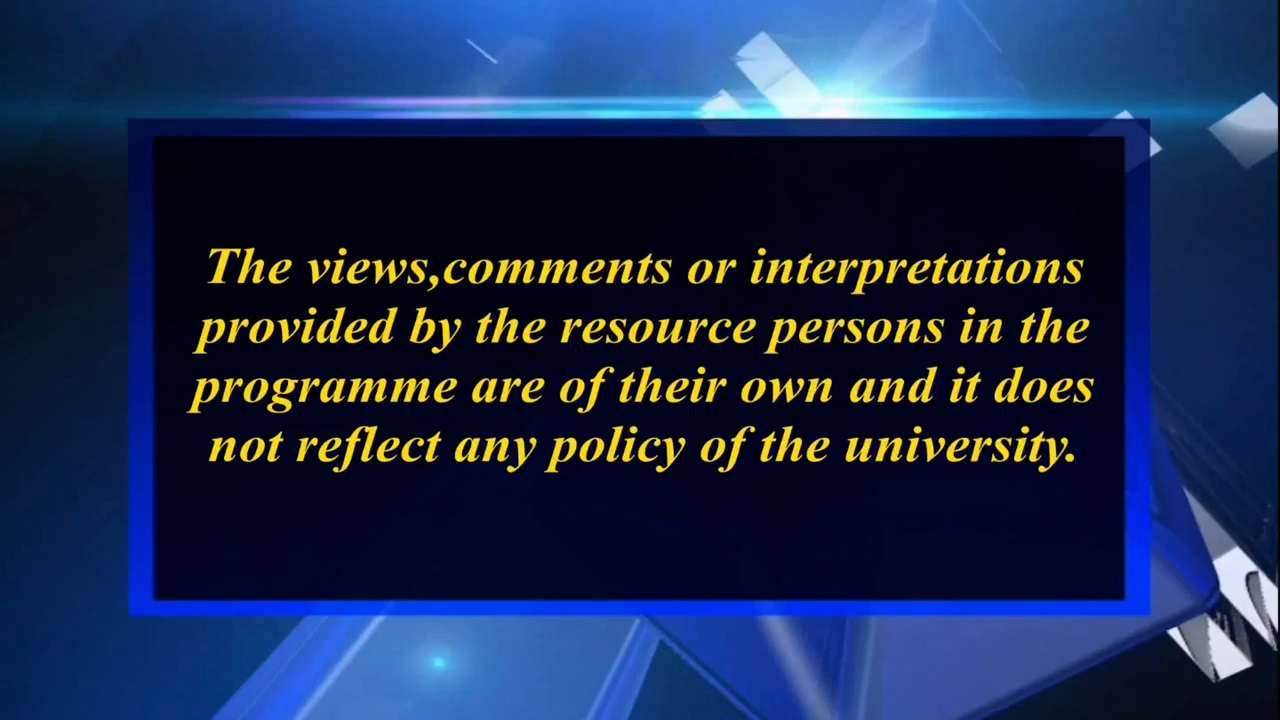 The views,comments or interpretations
provided by the resource persons in the
programme are of their own and it does
not reflect any policy of the university.